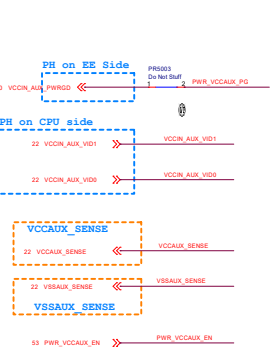 PH on EE Side
PR5003
Do Not Stuff
VCCIN_AUX_PWRGD
1 2
PWR_VCCAUX_PG
PH on CPU side
22 VCCIN_AUX_VID1
VCCIN_AUX_VID1
22 VCCIN_AUX_VID0
VCCIN_AUX_VID0
VCCAUX_SENSE
22 VCCAUX_SENSE
VCCAUX_SENSE
22 VSSAUX_SENSE
VSSAUX_SENSE
VSSAUX_SENSE
53 PWR_VCCAUX_EN
PWR_VCCAUX_EN